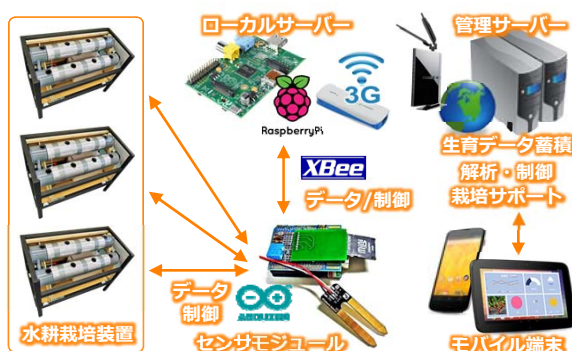 ローカルサーバー
管理サーバー
3G
RaspberryPi
生育データ蓄積
解析・制御
栽培サポート
XBee
データ/制御
データ
制御
ARDUINO
水耕栽培装置
センサモジュール
モバイル端末